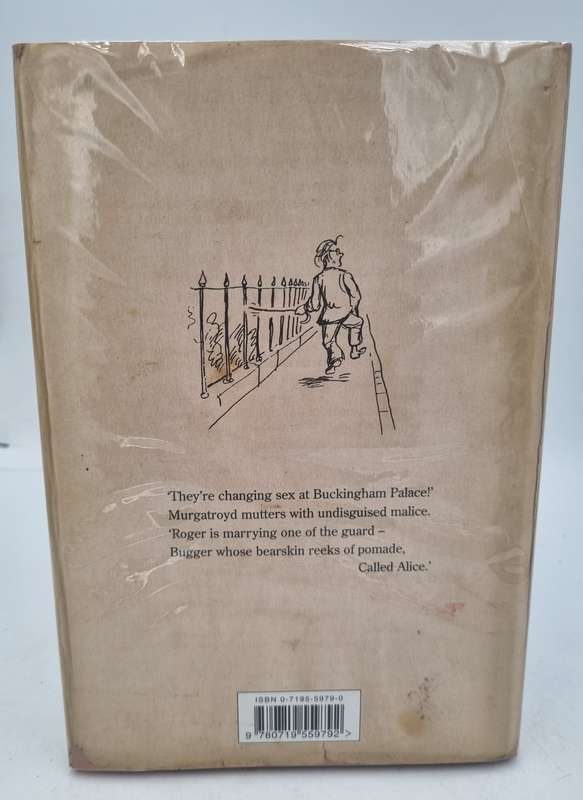 ‘They're changing sex at Buckingham Palace!’
Murgatroyd mutters with undisguised malice.
‘Roger is marrying one of the guard –
Bugger whose bearskin reeks of pomade,
Called Alice.’
ISBN 0-7195-5979-0
9 780719 559792 >